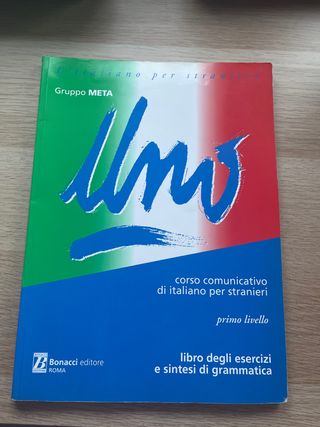 l'italiano per stranieri
Gruppo META
Uno
corso comunicativo
di italiano per stranieri
primo livello
libro degli esercizi
e sintesi di grammatica
B
Bonacci editore
ROMA